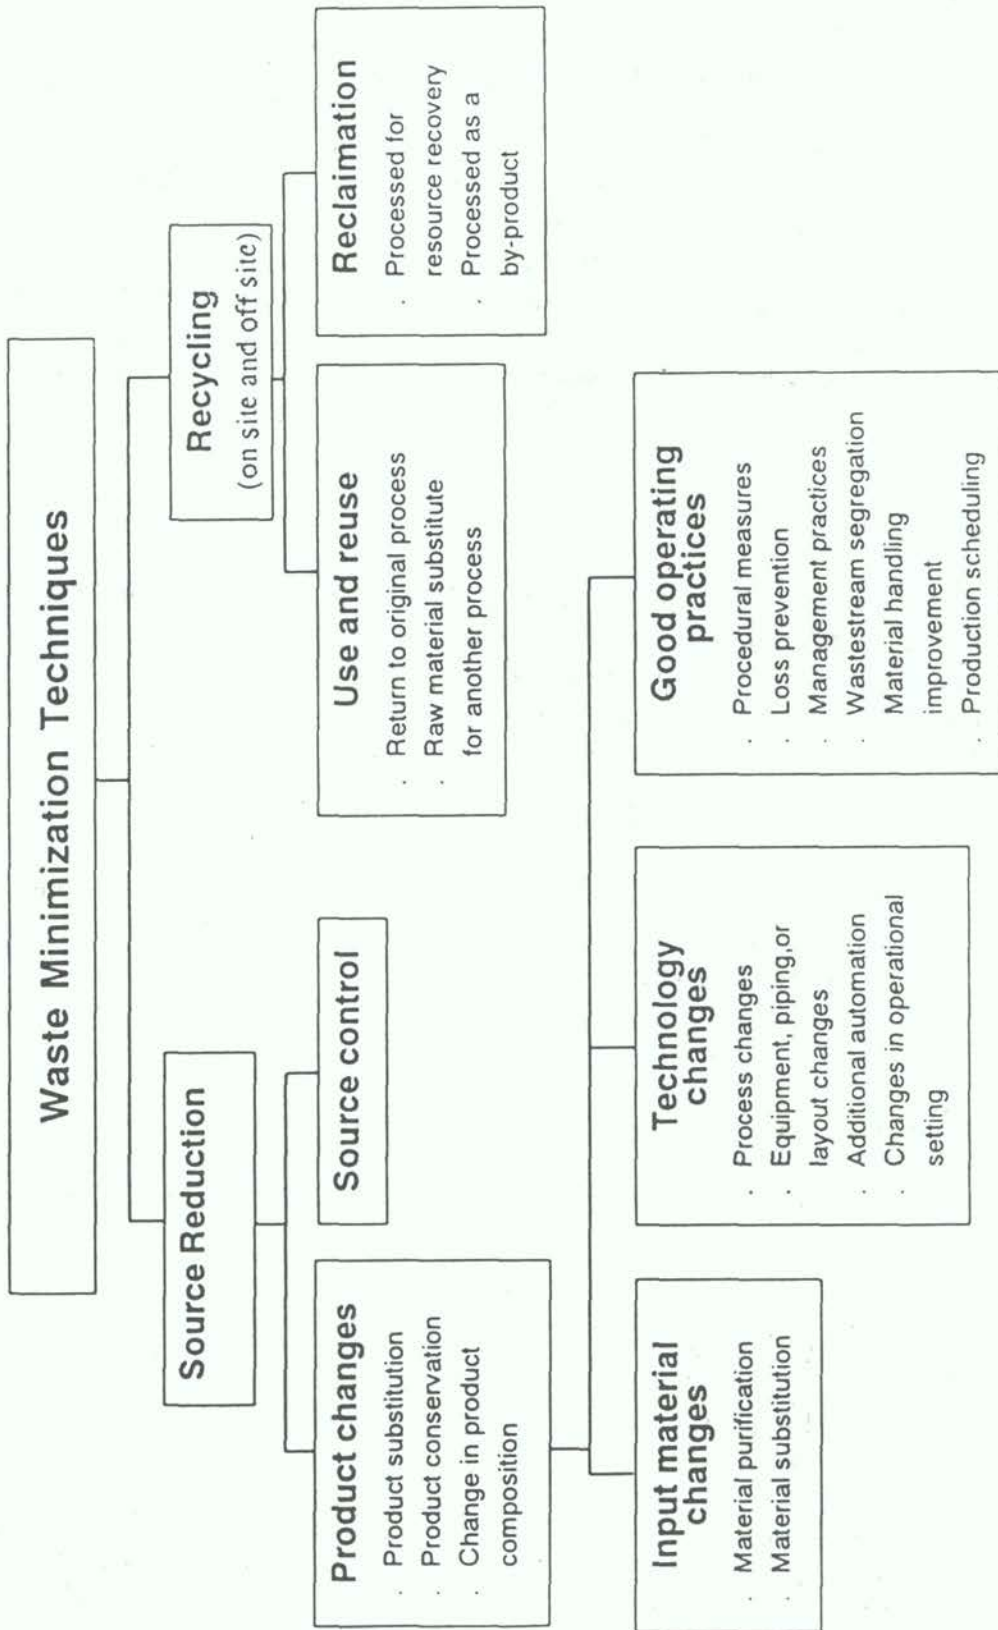 Waste Minimization Techniques
Source Reduction
Recycling
(on site and off site)
Product changes
· Product substitution
· Product conservation
· Change in product
composition
Source control
Use and reuse
· Return to original process
· Raw material substitute
for another process
Reclaimation
· Processed for
resource recovery
· Processed as a
by-product
Input material
changes
· Material purification
· Material substitution
Technology
changes
· Process changes
· Equipment, piping,or
layout changes
· Additional automation
· Changes in operational
setting
Good operating
practices
· Procedural measures
· Loss prevention
· Management practices
· Wastestream segregation
· Material handling
improvement
· Production scheduling